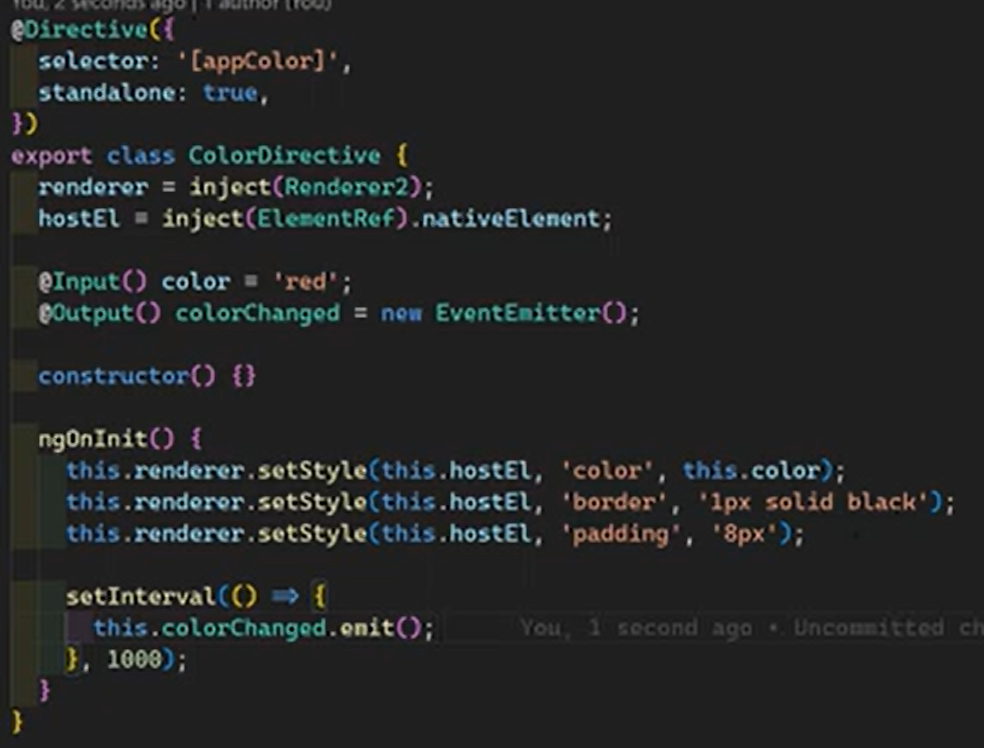 You, 2 seconds ago | 1 author (You)
@Directive({
  selector: '[appColor]',
  standalone: true,
})
export class ColorDirective {
  renderer = inject(Renderer2);
  hostEl = inject(ElementRef).nativeElement;

  @Input() color = 'red';
  @Output() colorChanged = new EventEmitter();

  constructor() {}

  ngOnInit() {
    this.renderer.setStyle(this.hostEl, 'color', this.color);
    this.renderer.setStyle(this.hostEl, 'border', '1px solid black');
    this.renderer.setStyle(this.hostEl, 'padding', '8px');

    setInterval(() => {
      this.colorChanged.emit(); You, 1 second ago • Uncommitted ch
    }, 1000);
  }
}